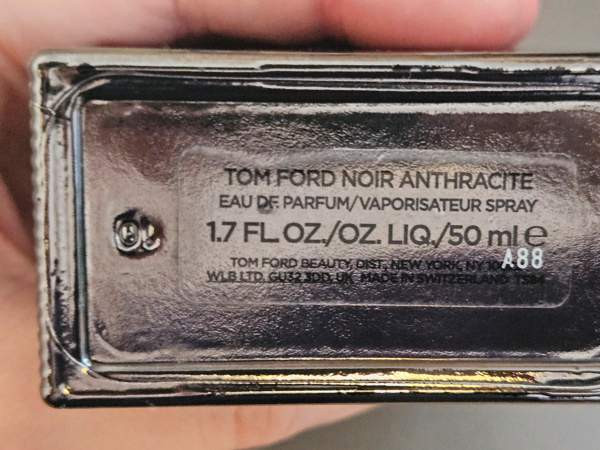 TOM FORD NOIR ANTHRACITE
EAU DE PARFUM/VAPORISATEUR SPRAY
1.7 FL.OZ./OZ. LIQ./50 ml e
A88
TOM FORD BEAUTY, DIST., NEW YORK, NY
WLB LTD, GU32 3DD, UK MADE IN SWITZERLAND